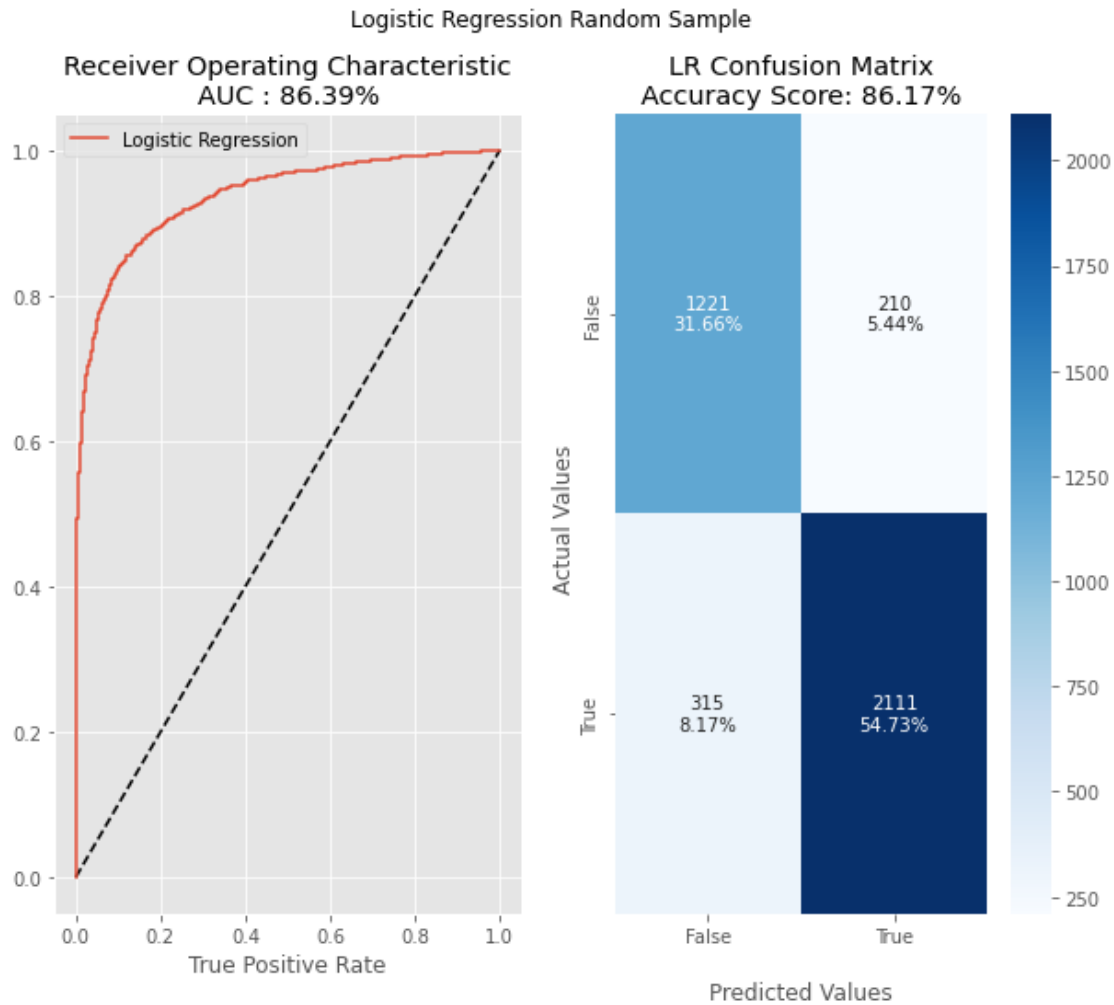 Logistic Regression Random Sample
Receiver Operating Characteristic
AUC : 86.39%
Logistic Regression
1.0
0.8
0.6
0.4
0.2
0.0
0.0 0.2 0.4 0.6 0.8 1.0
True Positive Rate
LR Confusion Matrix
Accuracy Score: 86.17%
Actual Values
False
True
1221
31.66%
210
5.44%
315
8.17%
2111
54.73%
False True
Predicted Values
2000
1750
1500
1250
1000
750
500
250